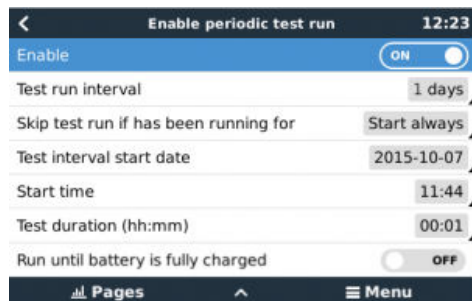 Enable periodic test run 12:23
Enable ON
Test run interval 1 days
Skip test run if has been running for Start always
Test interval start date 2015-10-07
Start time 11:44
Test duration (hh:mm) 00:01
Run until battery is fully charged OFF
Pages Menu